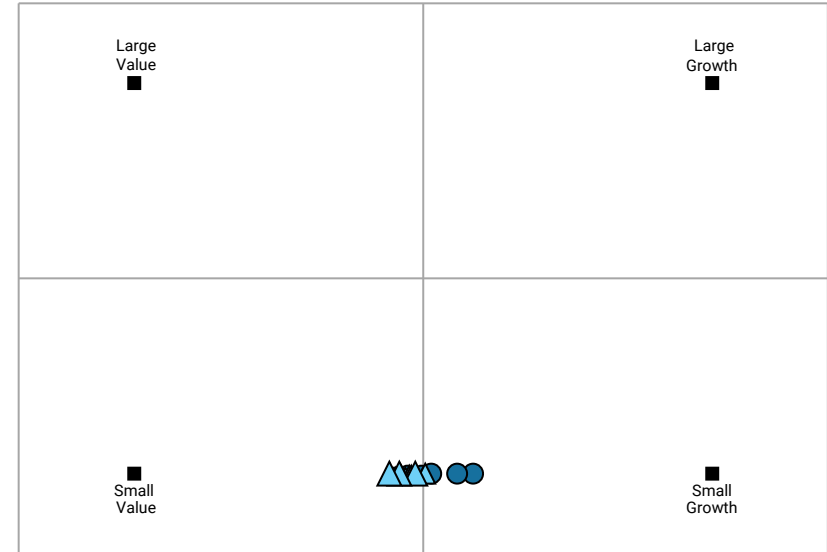 Large
Value
Large
Growth
Small
Value
Small
Growth